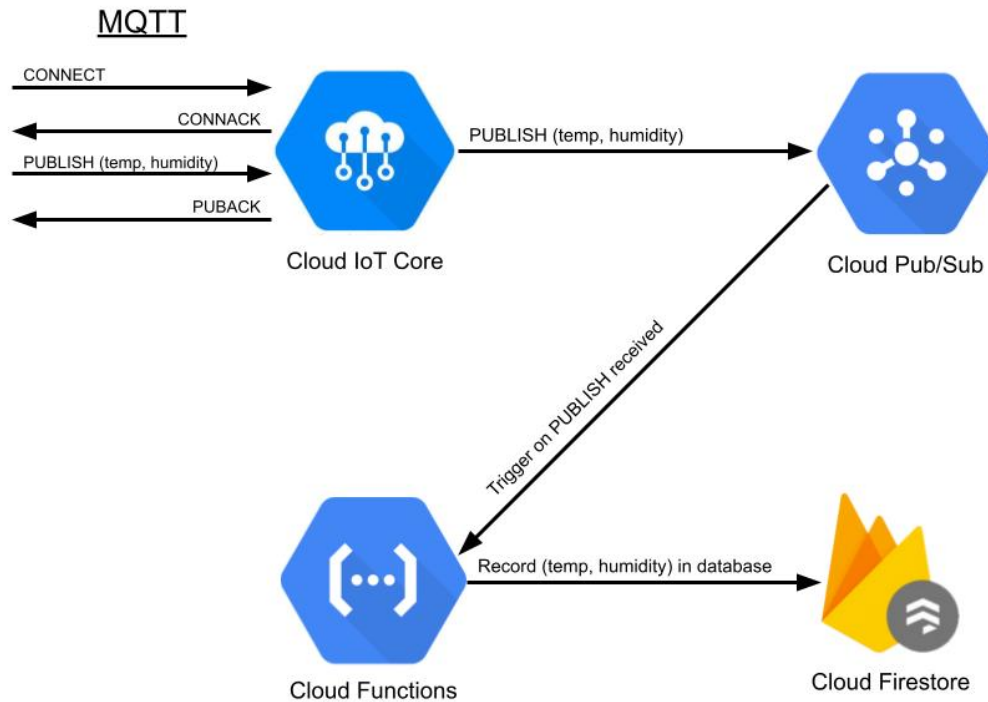 MQTT
CONNECT
CONNACK
PUBLISH (temp, humidity)
PUBACK
Cloud IoT Core
PUBLISH (temp, humidity)
Cloud Pub/Sub
Trigger on PUBLISH received
Cloud Functions
Record (temp, humidity) in database
Cloud Firestore